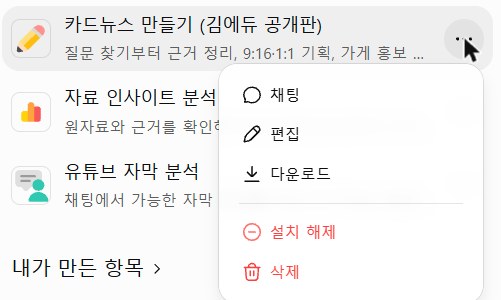 카드뉴스 만들기 (김에듀 공개판)
질문 찾기부터 근거 정리, 9:16·1:1 기획, 가게 홍보 ...
자료 인사이트 분석
원자료와 근거를 확인
유튜브 자막 분석
채팅에서 가능한 자막
내가 만든 항목 >
채팅
편집
다운로드
설치 해제
삭제